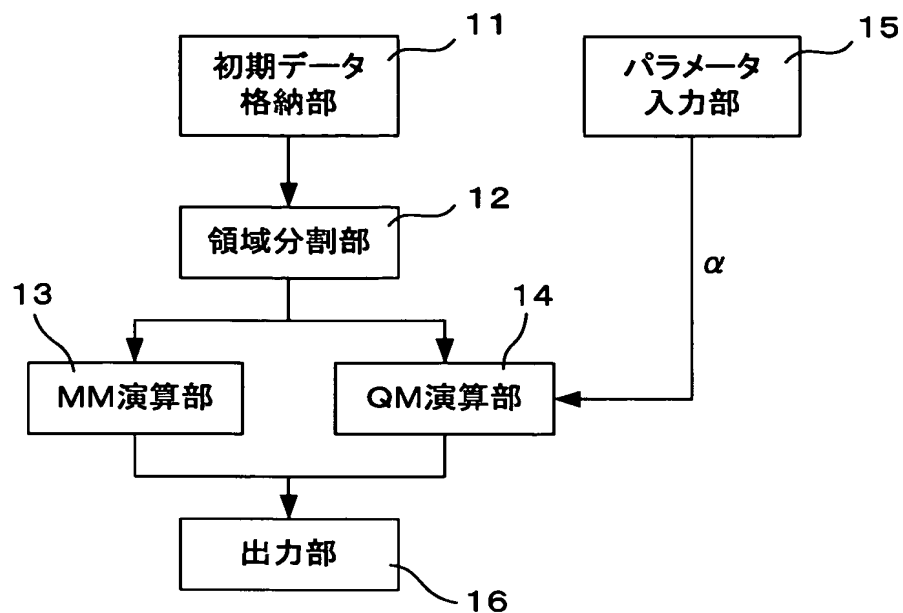 11
初期データ
格納部
15
パラメータ
入力部
12
領域分割部
α
13
MM演算部
14
QM演算部
出力部
16